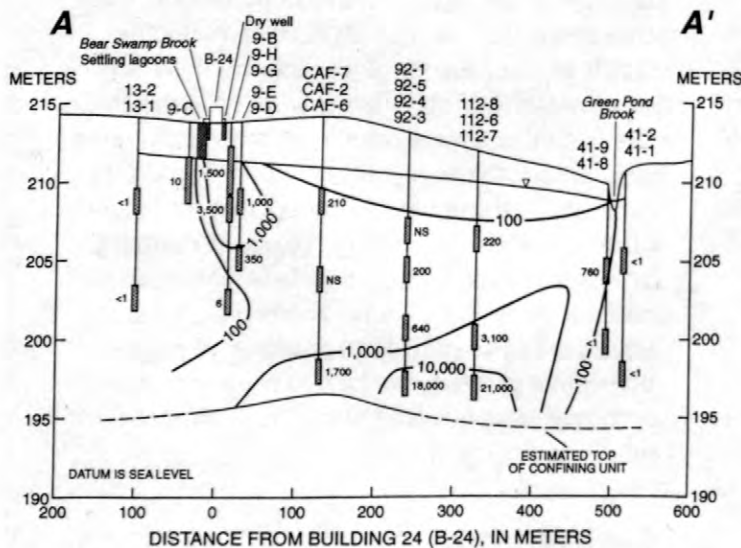 A
A'
Bear Swamp Brook
Settling lagoons
B-24
Dry well
9-B
9-H
9-G
9-E
9-D
13-2
13-1
9-C
CAF-7
CAF-2
CAF-6
92-1
92-5
92-4
92-3
112-8
112-6
112-7
Green Pond
Brook
41-9
41-8
41-2
41-1
METERS
215
210
205
200
195
190
METERS
215
210
205
200
195
190
<1
10
1,500
3,500
1,000
1,000
350
210
NS
100
220
NS
200
760
<1
<1
6
100
640
3,100
<1
1,000
1,700
10,000
18,000
21,000
100
<1
DATUM IS SEA LEVEL
ESTIMATED TOP
OF CONFINING UNIT
200
100
0
100
200
300
400
500
600
DISTANCE FROM BUILDING 24 (B-24), IN METERS